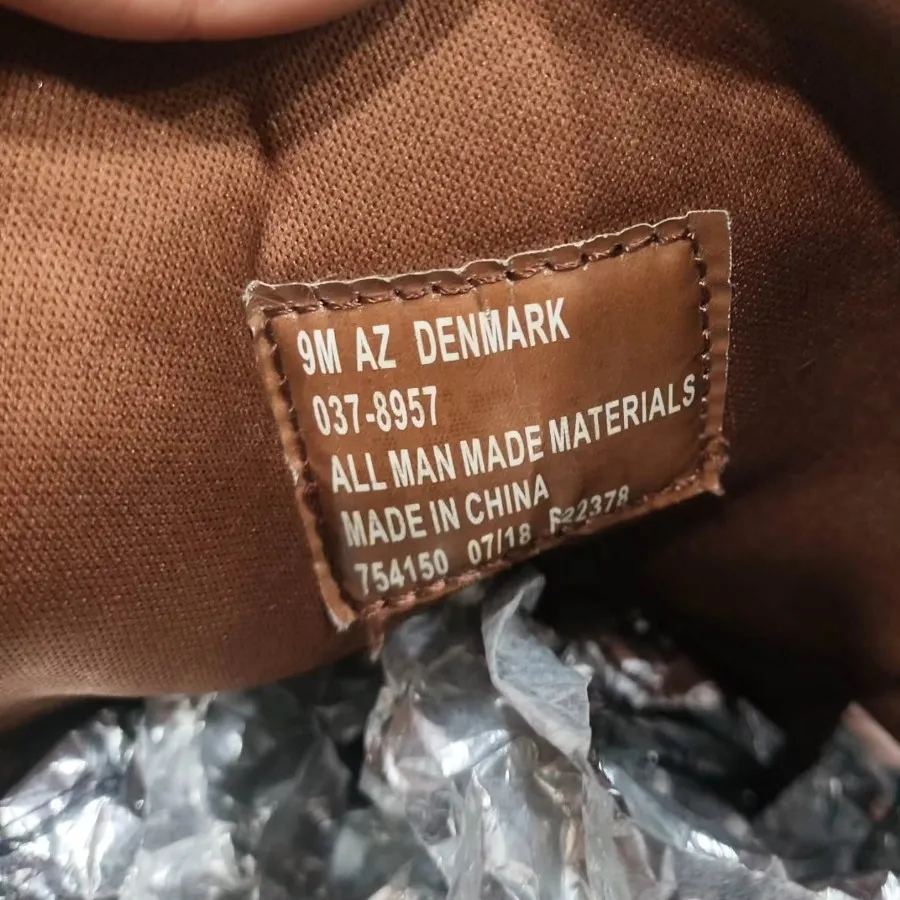 9M AZ DENMARK
037-8957
ALL MAN MADE MATERIALS
MADE IN CHINA
754150 07/18